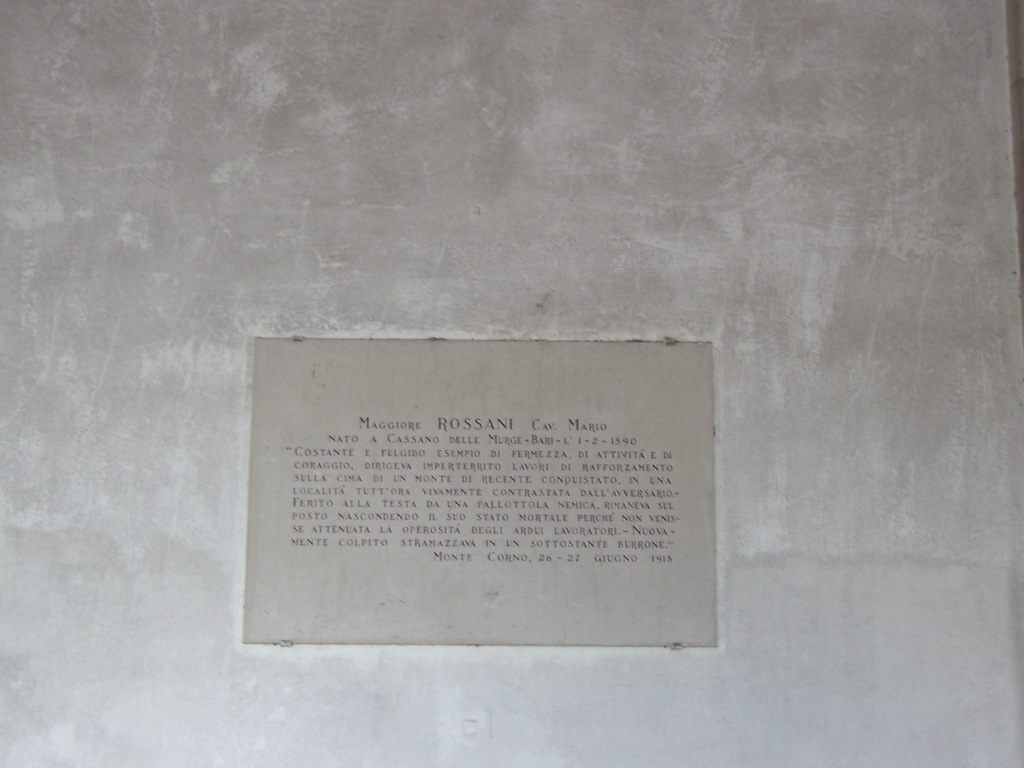 MAGGIORE ROSSANI CAV. MARIO
NATO A CASSANO DELLE MURGE-BARI-L' 1-2-1890
"COSTANTE E FULGIDO ESEMPIO DI FERMEZZA, DI ATTIVITA' E DI
CORAGGIO, DIRIGEVA IMPERTERRITO LAVORI DI RAFFORZAMENTO
SULLA CIMA DI UN MONTE DI RECENTE CONQUISTATO, IN UNA
LOCALITA' TUTT'ORA VIVAMENTE CONTRASTATA DALL'AVVERSARIO.-
FERITO ALLA TESTA DA UNA PALLOTTOLA NEMICA, RIMANEVA SUL
POSTO NASCONDENDO IL SUO STATO MORTALE PERCHE' NON VENIS-
SE ATTENUATA LA OPEROSITA' DEGLI ARDUI LAVORATORI.-NUOVA-
MENTE COLPITO STRAMAZZAVA IN UN SOTTOSTANTE BURRONE."
MONTE CORNO, 26-27 GIUGNO 1918